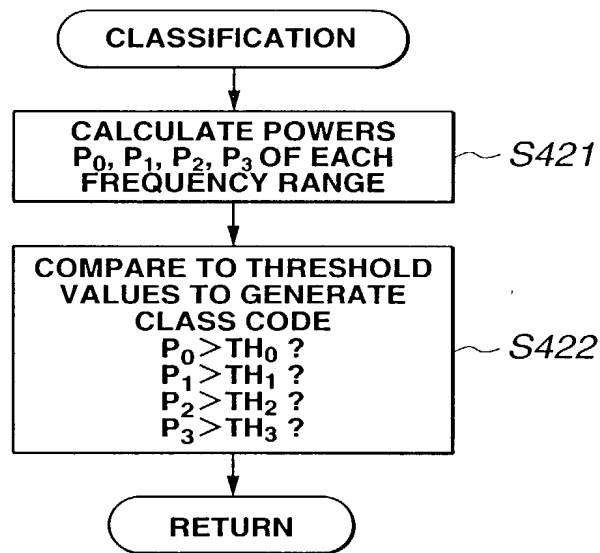 CLASSIFICATION
CALCULATE POWERS
P₀, P₁, P₂, P₃ OF EACH
FREQUENCY RANGE
S421
COMPARE TO THRESHOLD
VALUES TO GENERATE
CLASS CODE
P₀>TH₀ ?
P₁>TH₁ ?
P₂>TH₂ ?
P₃>TH₃ ?
S422
RETURN